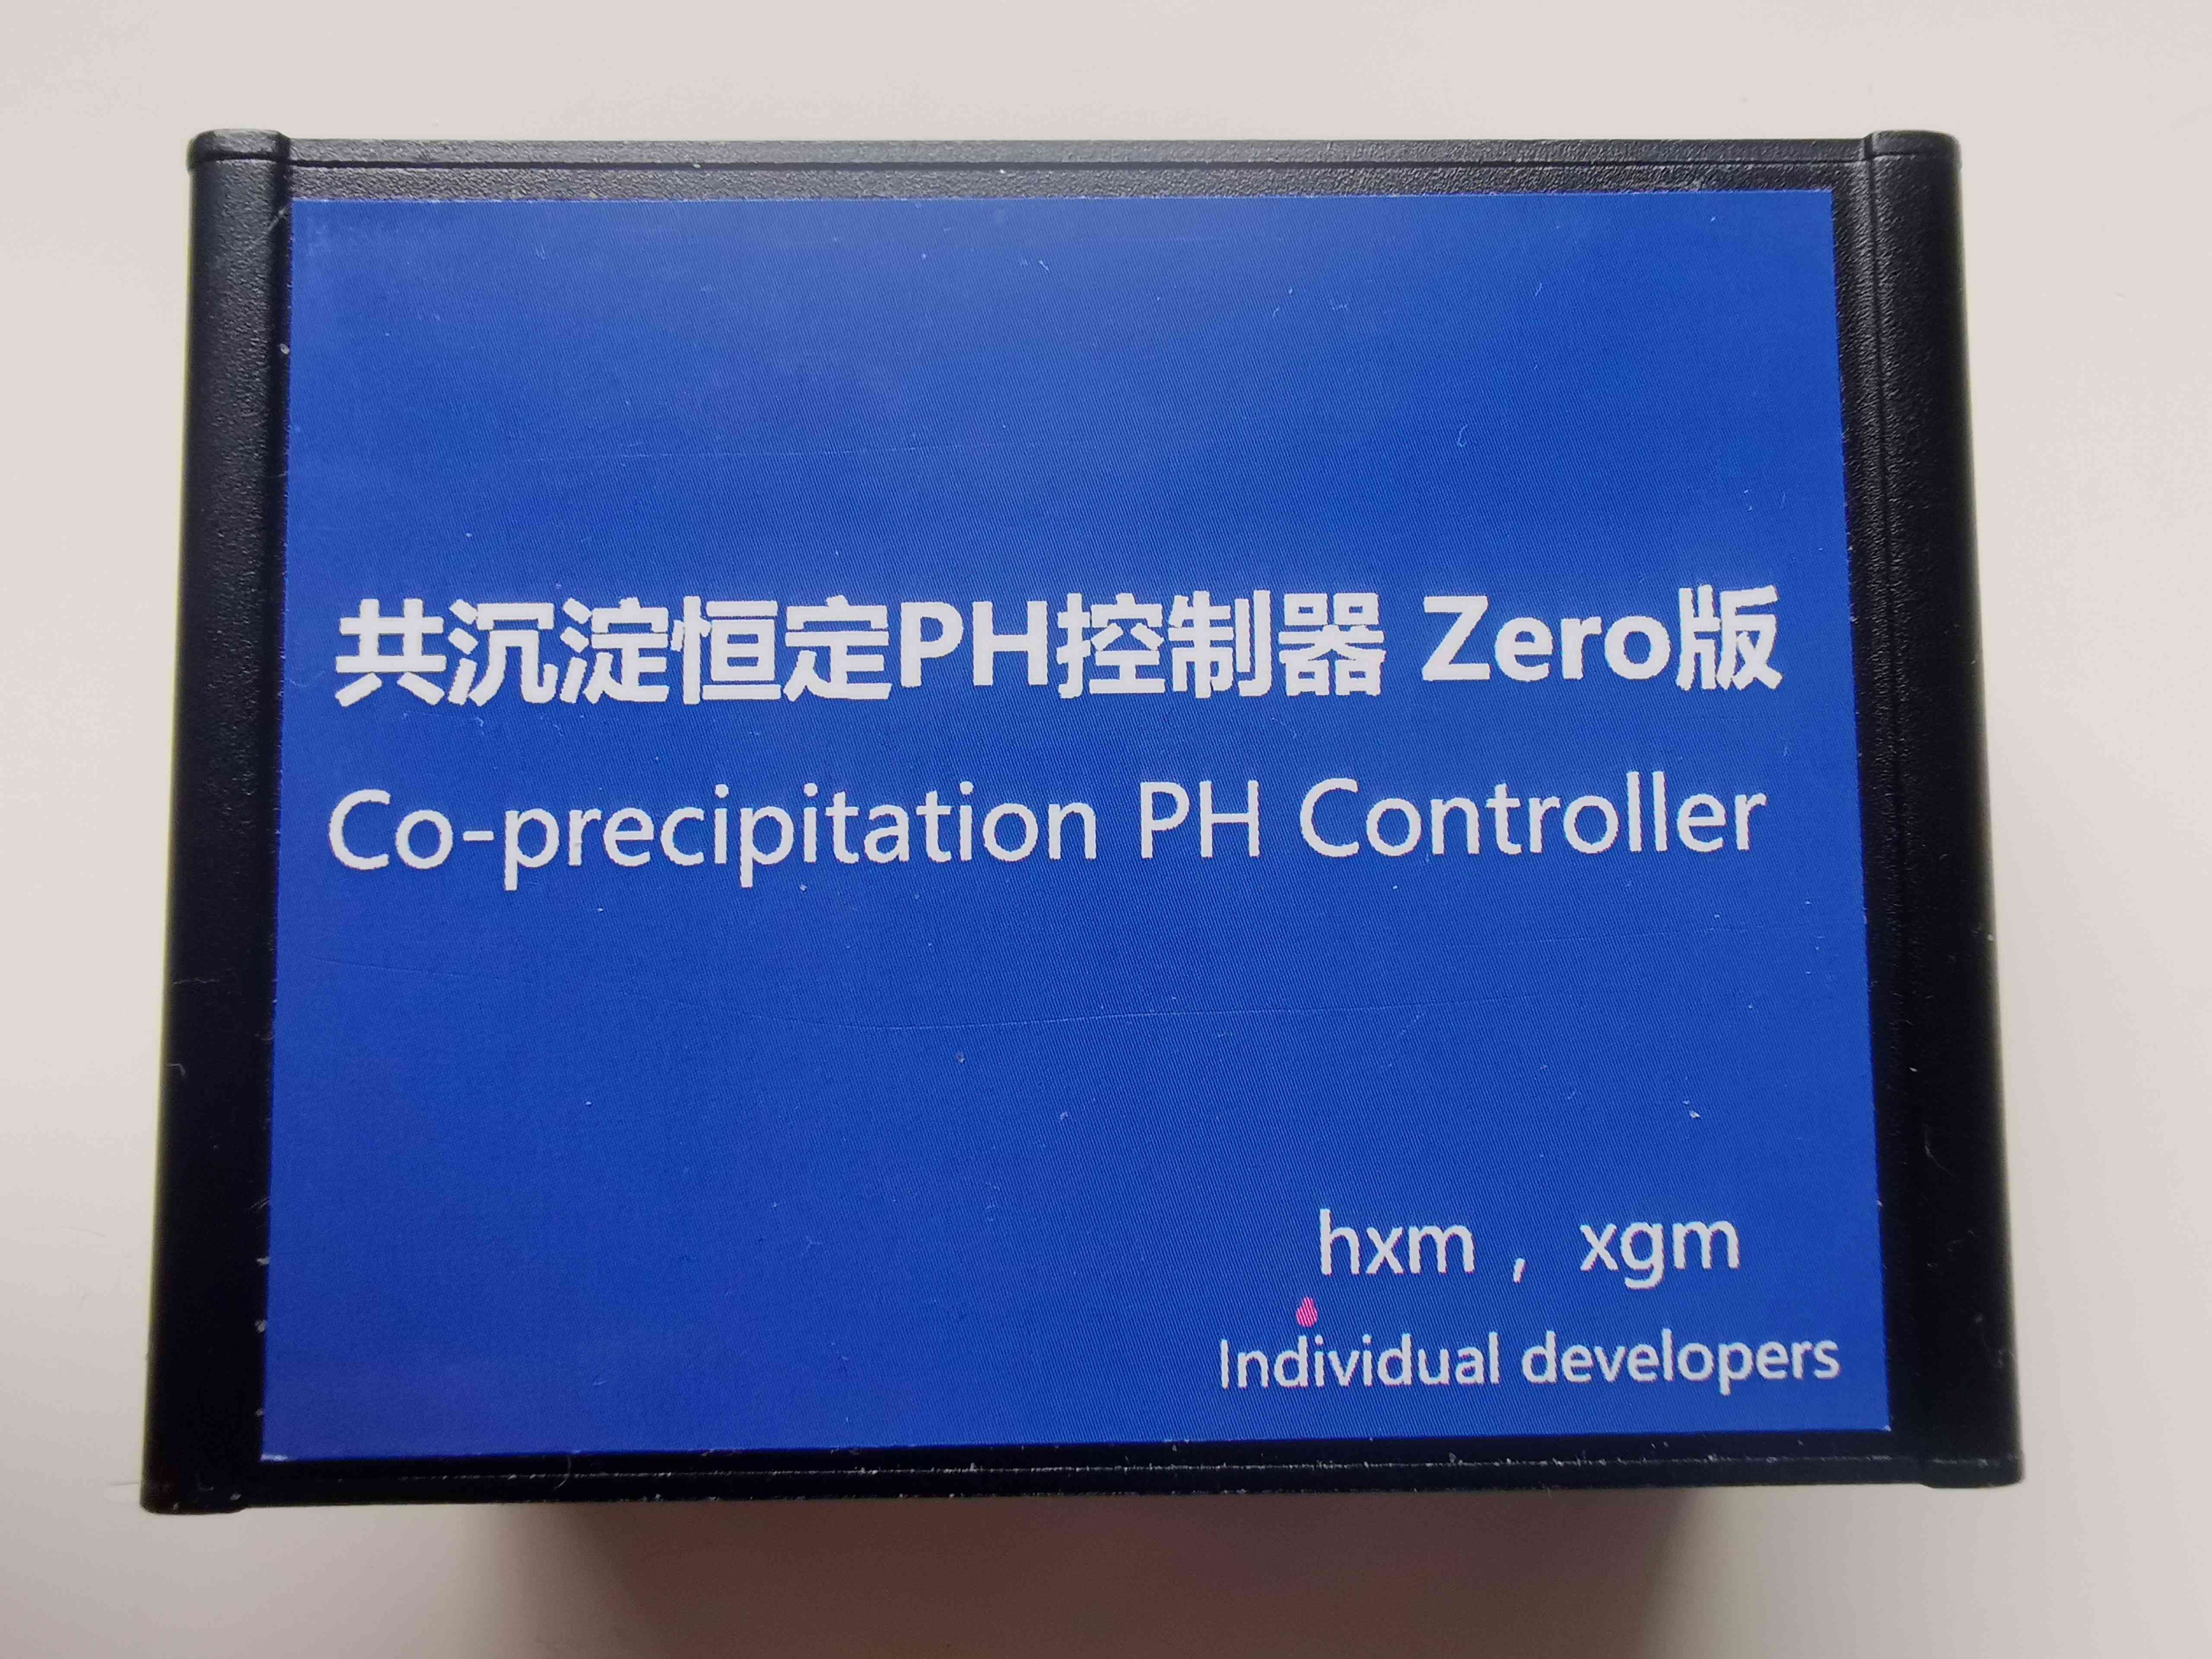 共沉淀恒定PH控制器 Zero版
Co-precipitation PH Controller
hxm ，xgm
Individual developers